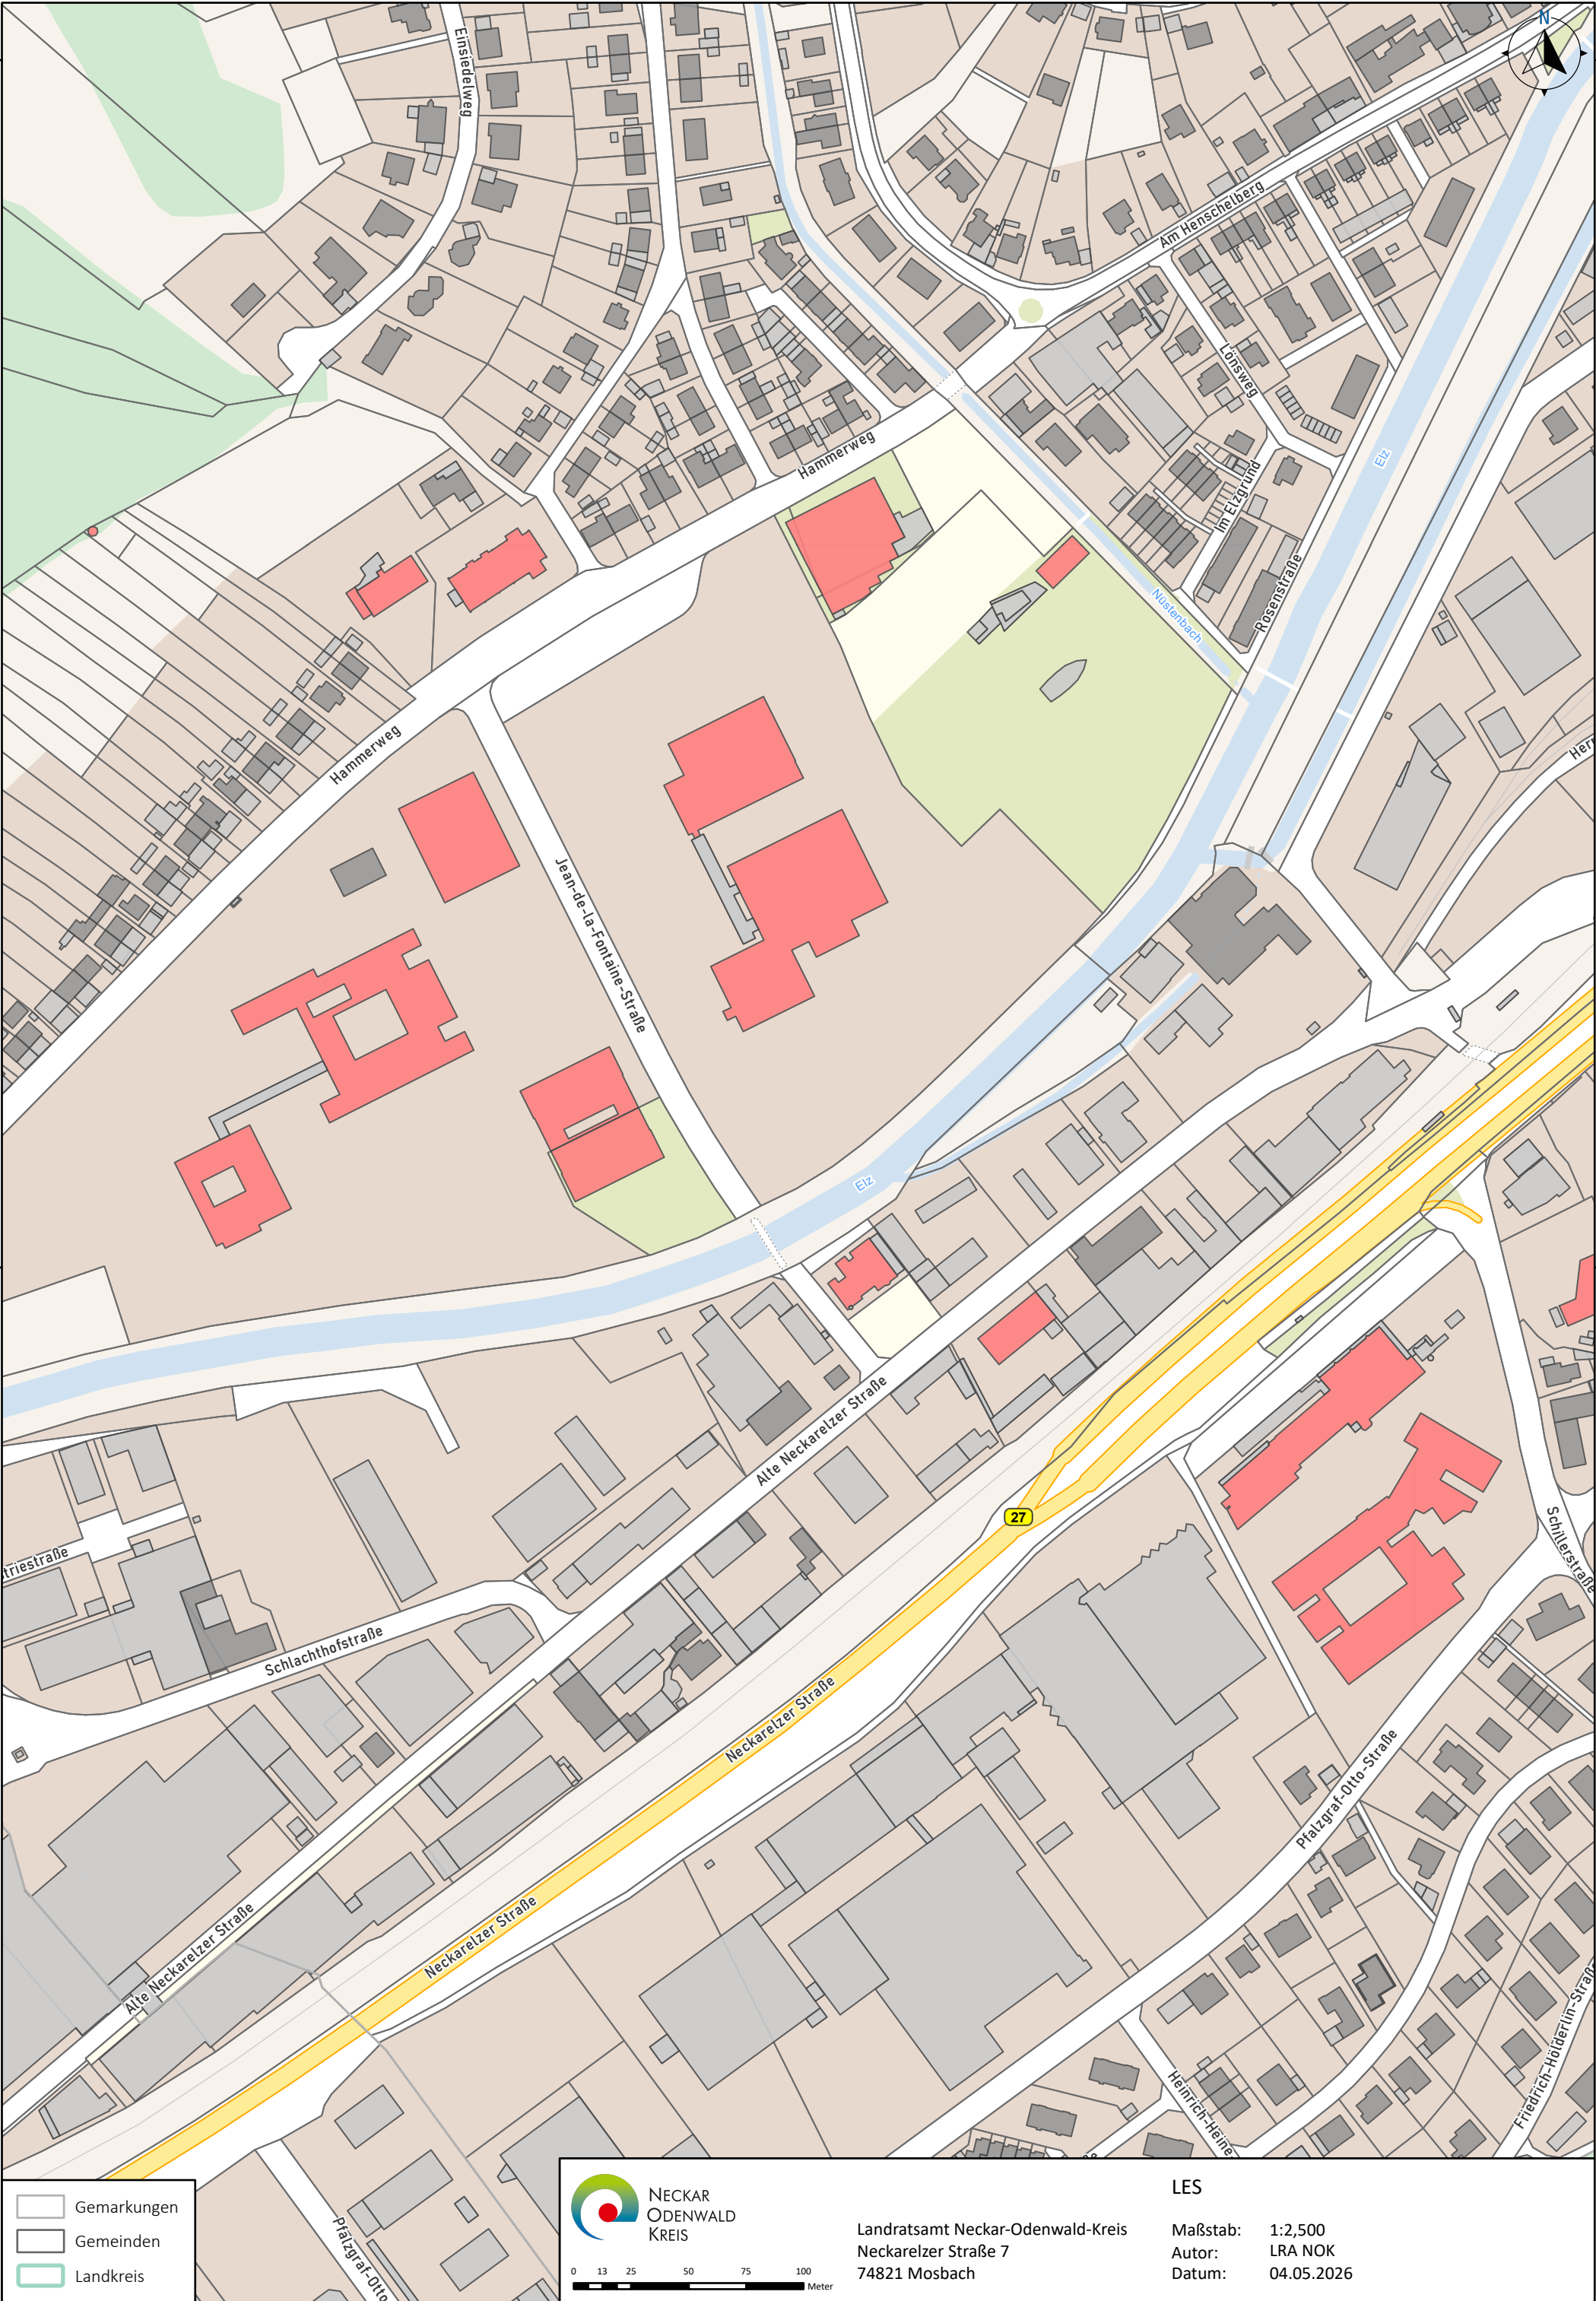 N
Einsiedelweg
Am Henschelberg
Lönsweg
Elz
Hammerweg
Im Elzgrund
Rosenstraße
Nüstenbach
Hammerweg
Jean-de-la-Fontaine-Straße
Elz
Alte Neckarelzer Straße
27
Schillerstraße
Schlachthofstraße
Neckarelzer Straße
Pfalzgraf-Otto-Straße
Alte Neckarelzer Straße
Neckarelzer Straße
Friedrich-Hölderlin-Straß
Heinrich-Heine
Pfalzgraf-Otto
Gemarkungen
Gemeinden
Landkreis
NECKAR
ODENWALD
KREIS
0 13 25 50 75 100
Meter
Landratsamt Neckar-Odenwald-Kreis
Neckarelzer Straße 7
74821 Mosbach
LES
Maßstab: 1:2,500
Autor: LRA NOK
Datum: 04.05.2026